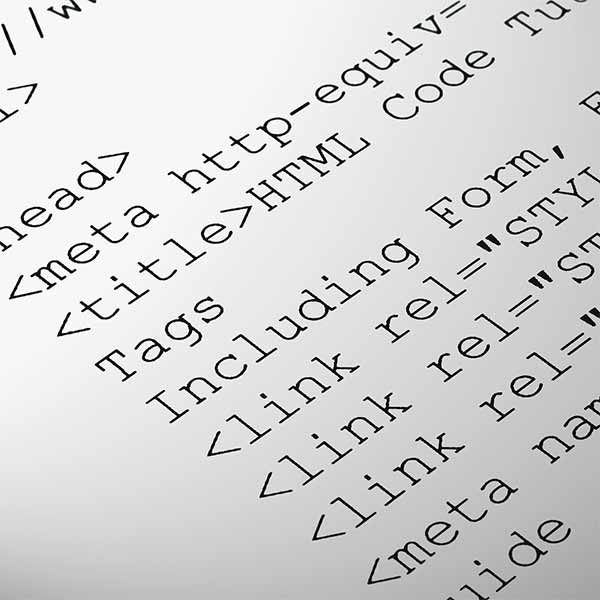 head>
<meta http-equiv=
<title>HTML Code
Tags
Including Form,
<link rel="STYL
<link rel="ST
<link rel="
<meta nam
uide